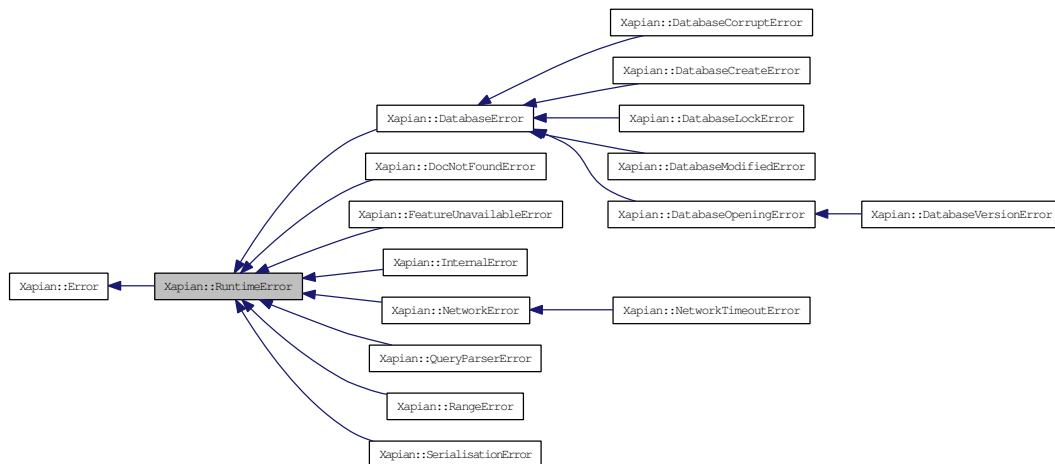 Xapian::DatabaseCorruptError
Xapian::DatabaseCreateError
Xapian::DatabaseError
Xapian::DatabaseLockError
Xapian::DatabaseModifiedError
Xapian::DocNotFoundError
Xapian::FeatureUnavailableError
Xapian::DatabaseOpeningError
Xapian::DatabaseVersionError
Xapian::InternalError
Xapian::Error
Xapian::RuntimeError
Xapian::NetworkError
Xapian::NetworkTimeoutError
Xapian::QueryParserError
Xapian::RangeError
Xapian::SerialisationError